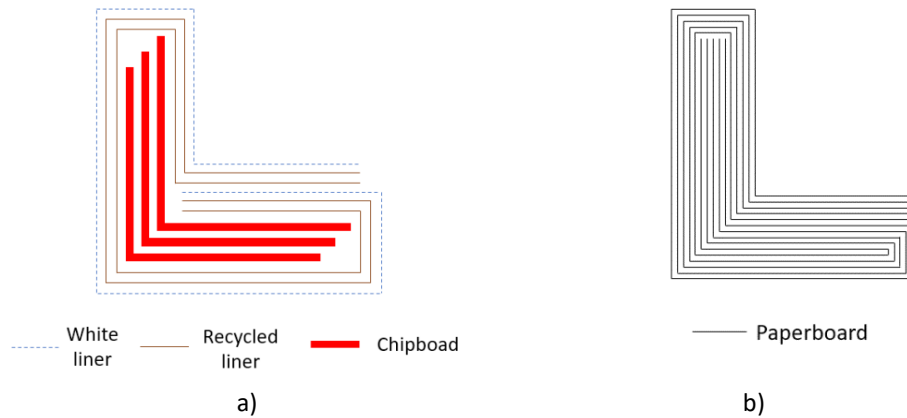 White
liner
Recycled
liner
Chipboad
Paperboard
a)
b)